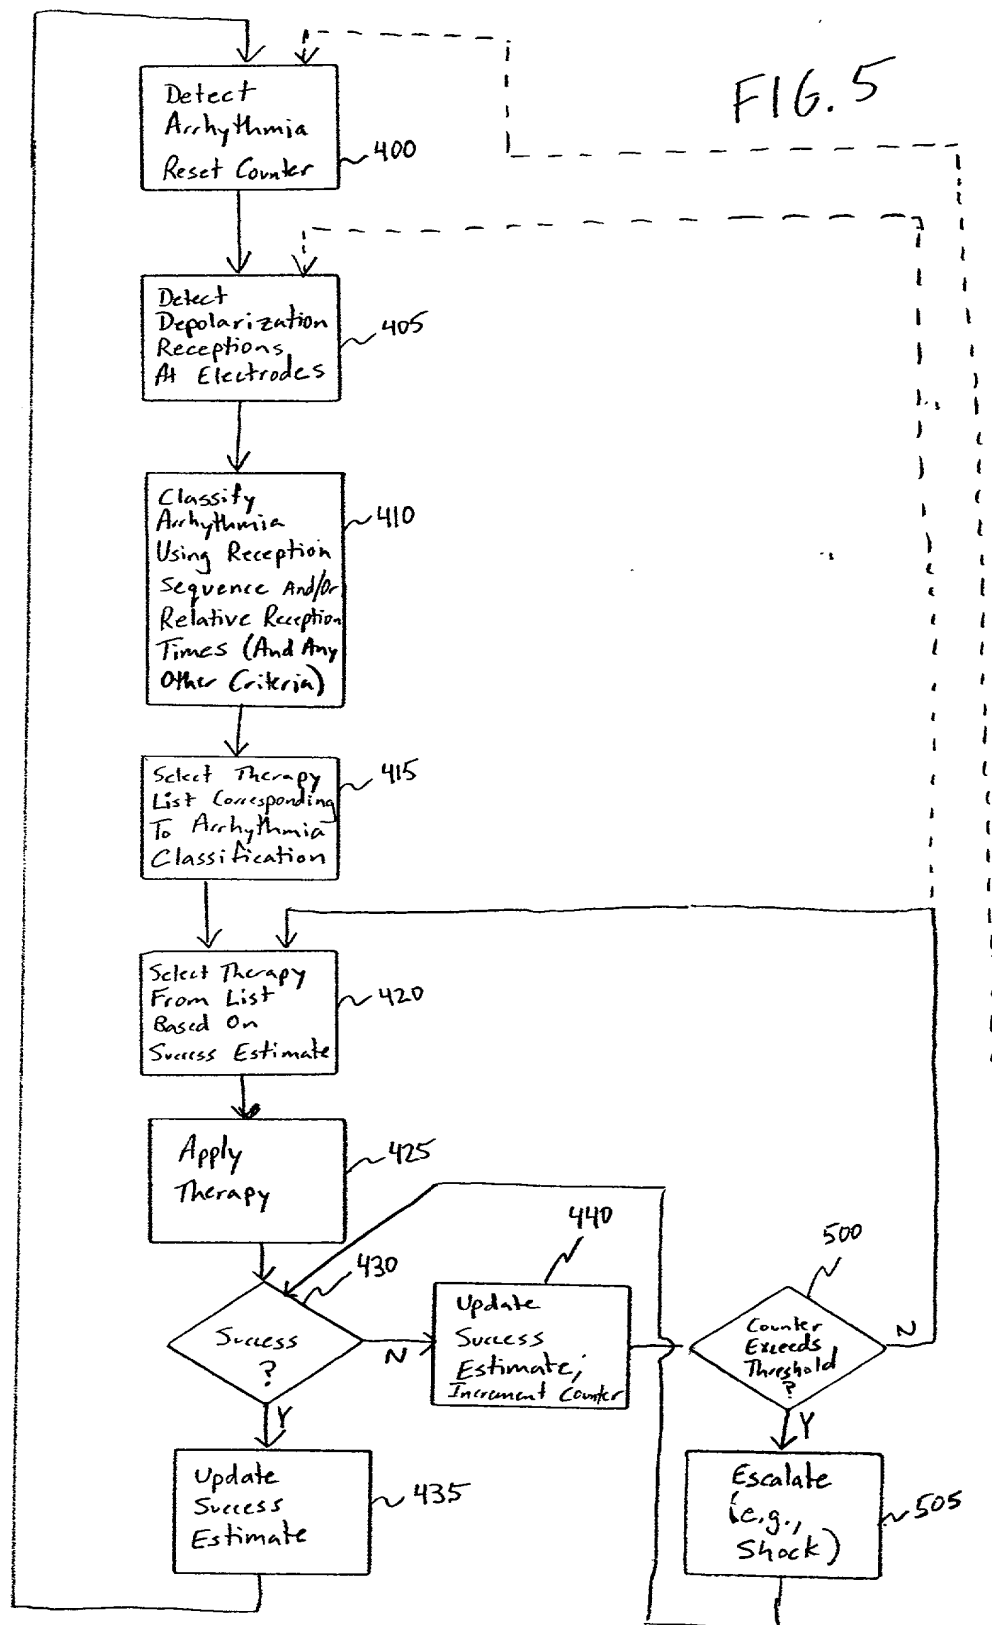 FIG. 5
Detect
Arrhythmia
Reset Counter
400
Detect
Depolarization
Receptions
At Electrodes
405
Classify
Arrhythmia
Using Reception
Sequence And/Or
Relative Reception
Times (And Any
Other Criteria)
410
Select Therapy
List Corresponding
To Arrhythmia
Classification
415
Select Therapy
From List
Based On
Success Estimate
420
Apply
Therapy
425
Success
?
430
N
Y
Update
Success
Estimate;
Increment Counter
440
Counter
Exceeds
Threshold
?
500
N
Y
Update
Success
Estimate
435
Escalate
(e.g.,
Shock)
505